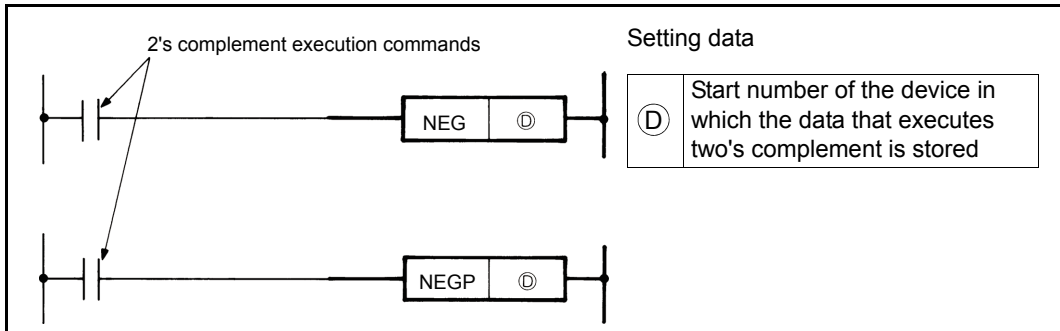 2's complement execution commands
Setting data
NEG Ⓓ
Ⓓ Start number of the device in
which the data that executes
two's complement is stored
NEGP Ⓓ